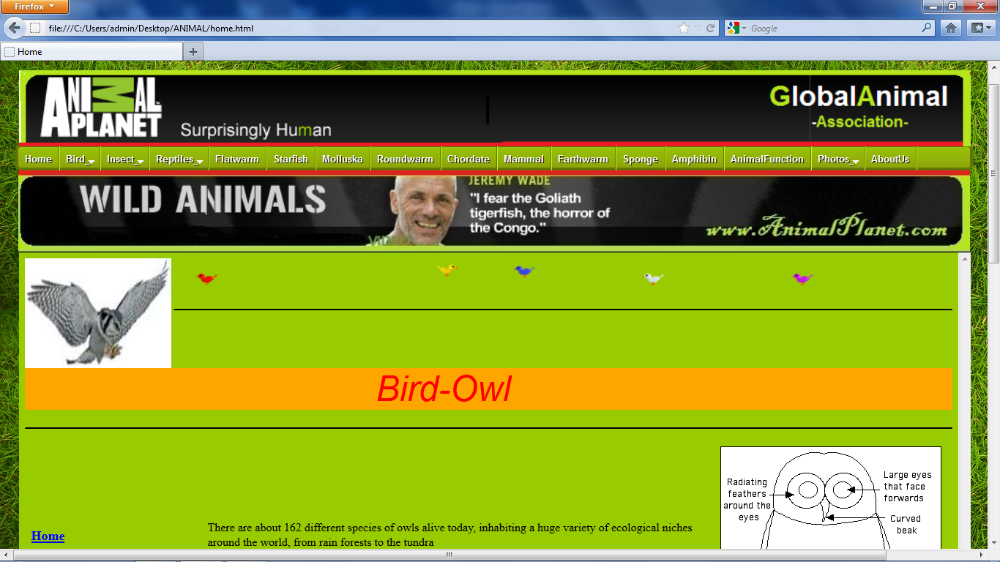 Firefox
file:///C:/Users/admin/Desktop/ANIMAL/home.html
Google
Home
ANIMAL
PLANET
Surprisingly Human
GlobalAnimal
-Association-
Home Bird Insect Reptiles Flatwarm Starfish Molluska Roundwarm Chordate Mammal Earthwarm Sponge Amphibin AnimalFunction Photos AboutUs
WILD ANIMALS
JEREMY WADE
"I fear the Goliath
tigerfish, the horror of
the Congo."
www.AnimalPlanet.com
Bird-Owl
Radiating
feathers
around the
eyes
Large eyes
that face
forwards
Curved
beak
Home
There are about 162 different species of owls alive today, inhabiting a huge variety of ecological niches
around the world, from rain forests to the tundra